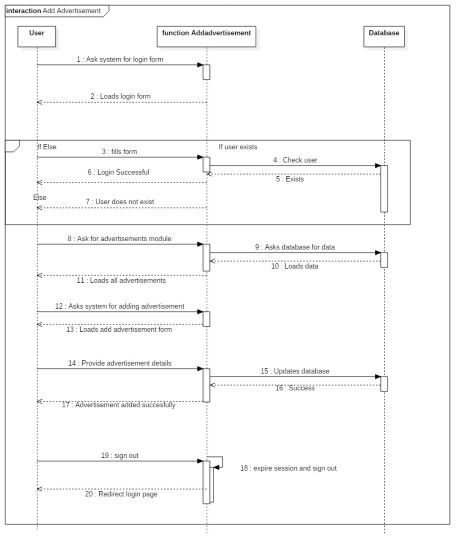 interaction Add Advertisement
User
function Addadvertisement
Database
1 : Ask system for login form
2 : Loads login form
If Else
If user exists
3 : fills form
4 : Check user
5 : Exists
6 : Login Successful
Else
7 : User does not exist
8 : Ask for advertisements module
9 : Asks database for data
10 : Loads data
11 : Loads all advertisements
12 : Asks system for adding advertisement
13 : Loads add advertisement form
14 : Provide advertisement details
15 : Updates database
16 : Success
17 : Advertisement added succesfully
19 : sign out
18 : expire session and sign out
20 : Redirect login page